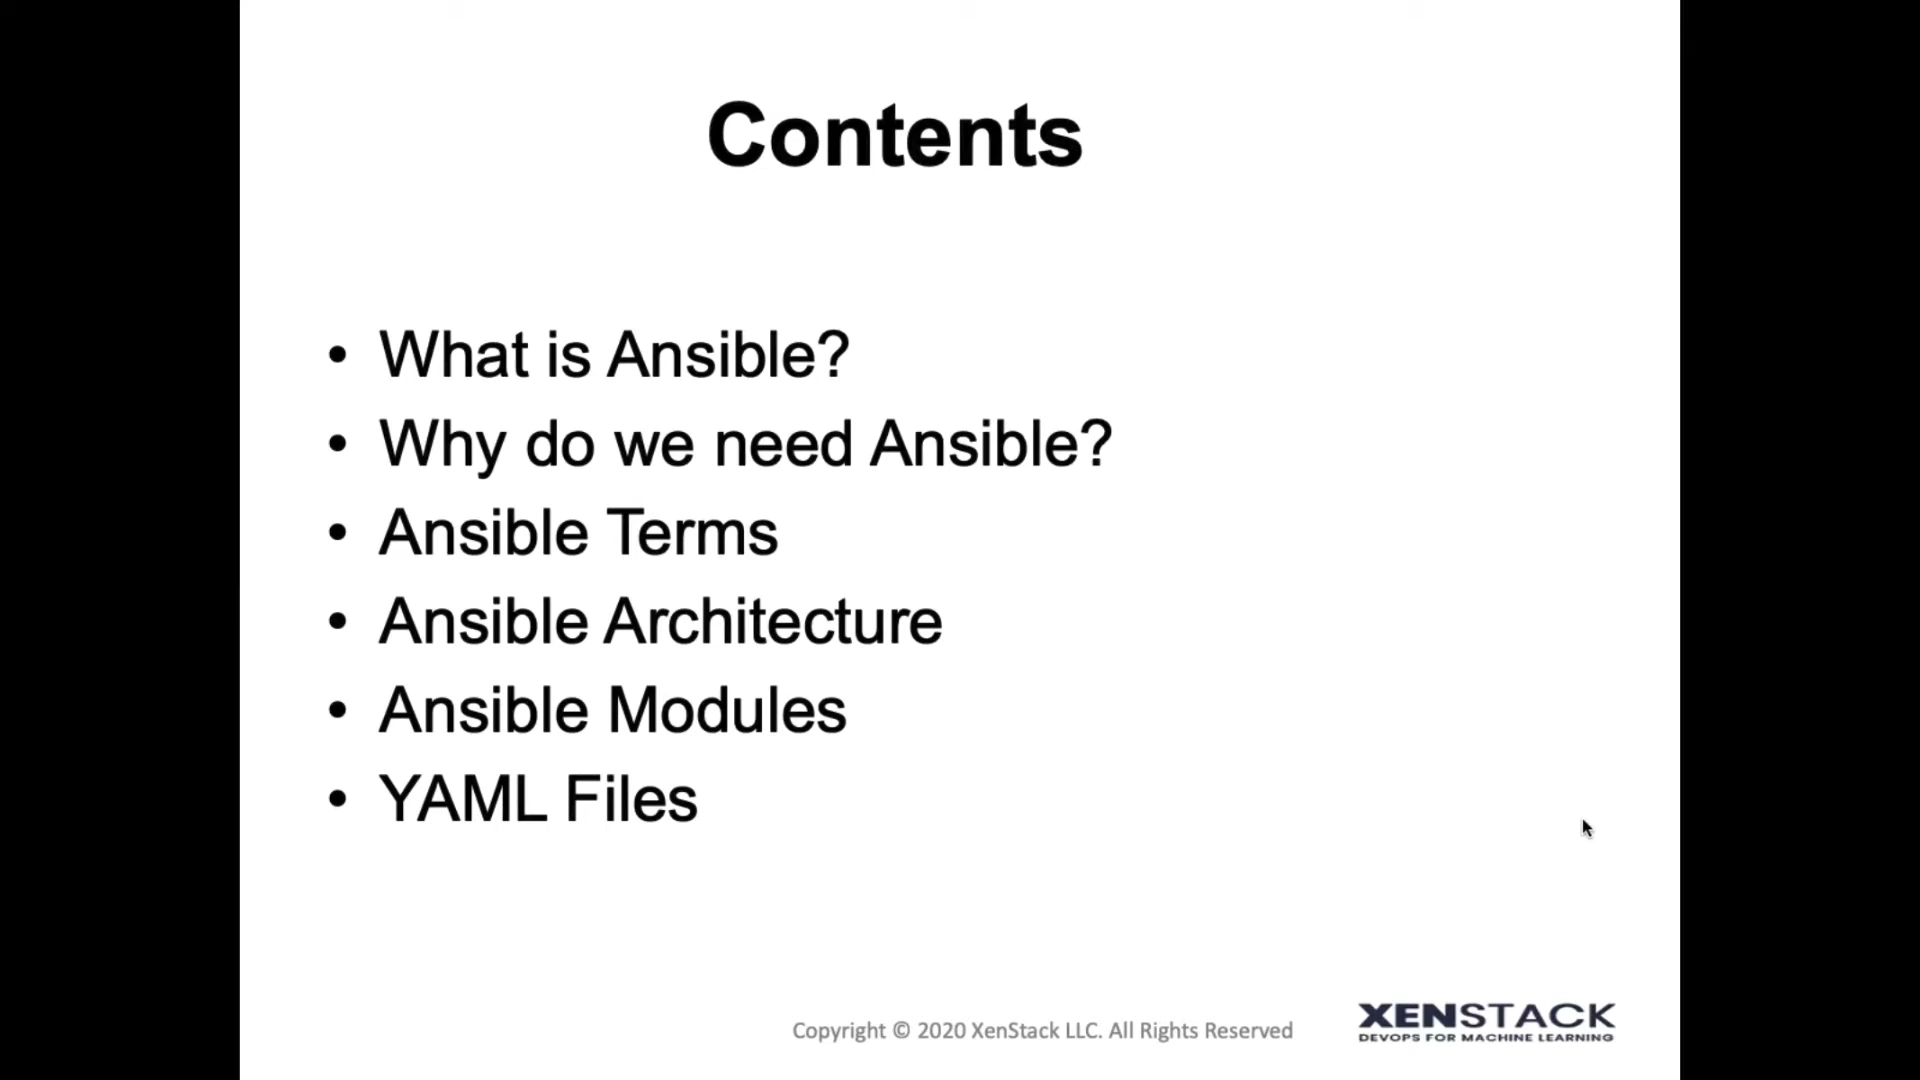 Contents
• What is Ansible?
• Why do we need Ansible?
• Ansible Terms
• Ansible Architecture
• Ansible Modules
• YAML Files
Copyright © 2020 XenStack LLC. All Rights Reserved
XENSTACK
DEVOPS FOR MACHINE LEARNING